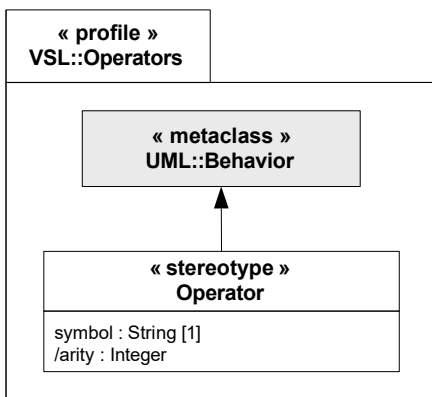 « profile »
VSL::Operators
« metaclass »
UML::Behavior
« stereotype »
Operator
symbol : String [1]
/arity : Integer